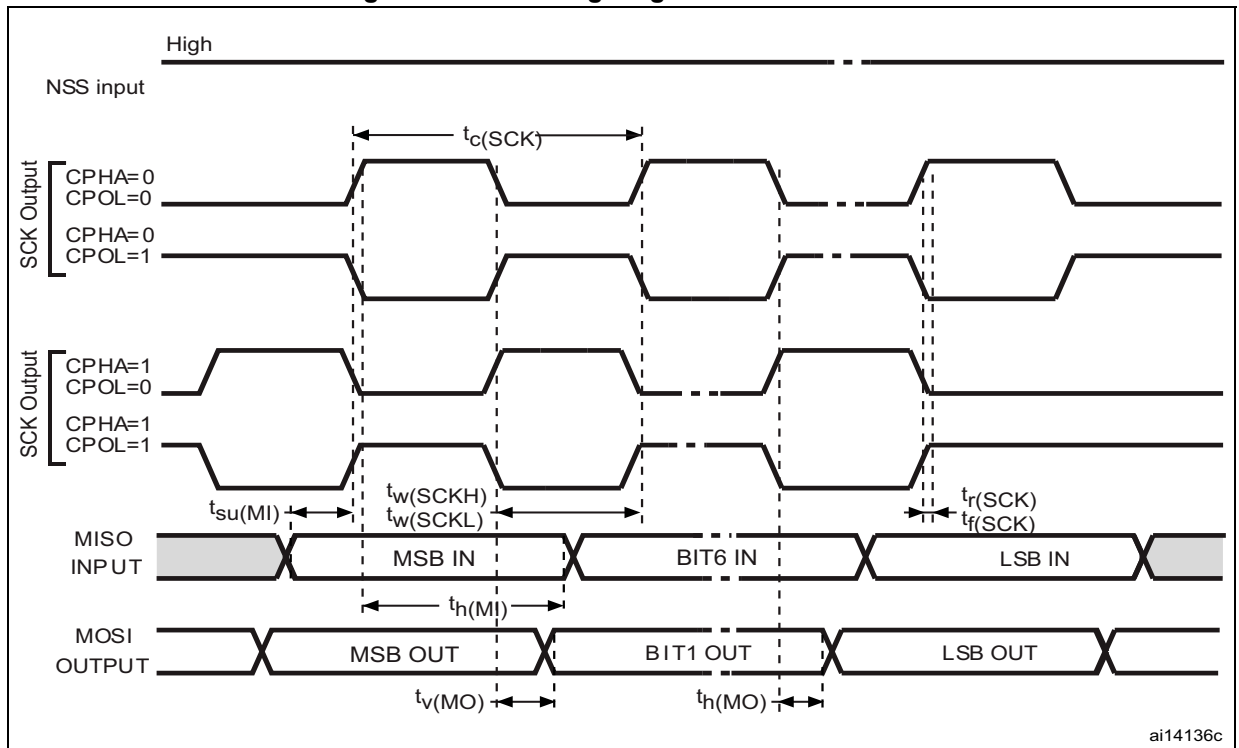 High
NSS input
tc(SCK)
SCK Output
CPHA=0
CPOL=0
CPHA=0
CPOL=1
SCK Output
CPHA=1
CPOL=0
CPHA=1
CPOL=1
tsu(MI)
tw(SCKH)
tw(SCKL)
tr(SCK)
tf(SCK)
MISO
INPUT
MSB IN
BIT6 IN
LSB IN
th(MI)
MOSI
OUTPUT
MSB OUT
BIT1 OUT
LSB OUT
tv(MO)
th(MO)
ai14136c